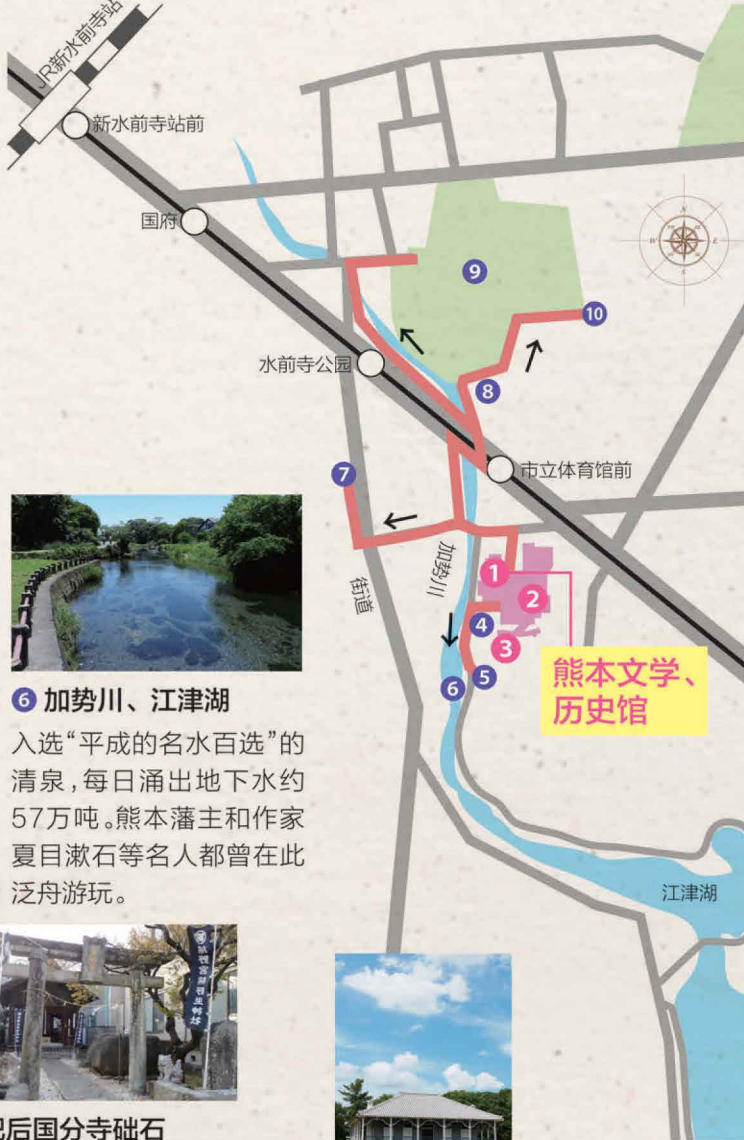 JR新水前寺站
新水前寺站前
国府
N
W
E
S
9
10
水前寺公园
8
7
市立体育馆前
加势川
街道
1
2
4
3
6
5
熊本文学、
历史馆
6 加势川、江津湖
入选“平成的名水百选”的
清泉,每日涌出地下水约
57万吨。熊本藩主和作家
夏目漱石等名人都曾在此
泛舟游玩。
江津湖
后国分寺础石